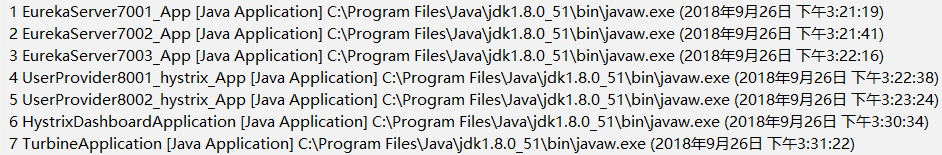 1 EurekaServer7001_App [Java Application] C:\Program Files\Java\jdk1.8.0_51\bin\javaw.exe (2018年9月26日 下午3:21:19)
2 EurekaServer7002_App [Java Application] C:\Program Files\Java\jdk1.8.0_51\bin\javaw.exe (2018年9月26日 下午3:21:41)
3 EurekaServer7003_App [Java Application] C:\Program Files\Java\jdk1.8.0_51\bin\javaw.exe (2018年9月26日 下午3:22:16)
4 UserProvider8001_hystrix_App [Java Application] C:\Program Files\Java\jdk1.8.0_51\bin\javaw.exe (2018年9月26日 下午3:22:38)
5 UserProvider8002_hystrix_App [Java Application] C:\Program Files\Java\jdk1.8.0_51\bin\javaw.exe (2018年9月26日 下午3:23:24)
6 HystrixDashboardApplication [Java Application] C:\Program Files\Java\jdk1.8.0_51\bin\javaw.exe (2018年9月26日 下午3:30:34)
7 TurbineApplication [Java Application] C:\Program Files\Java\jdk1.8.0_51\bin\javaw.exe (2018年9月26日 下午3:31:22)